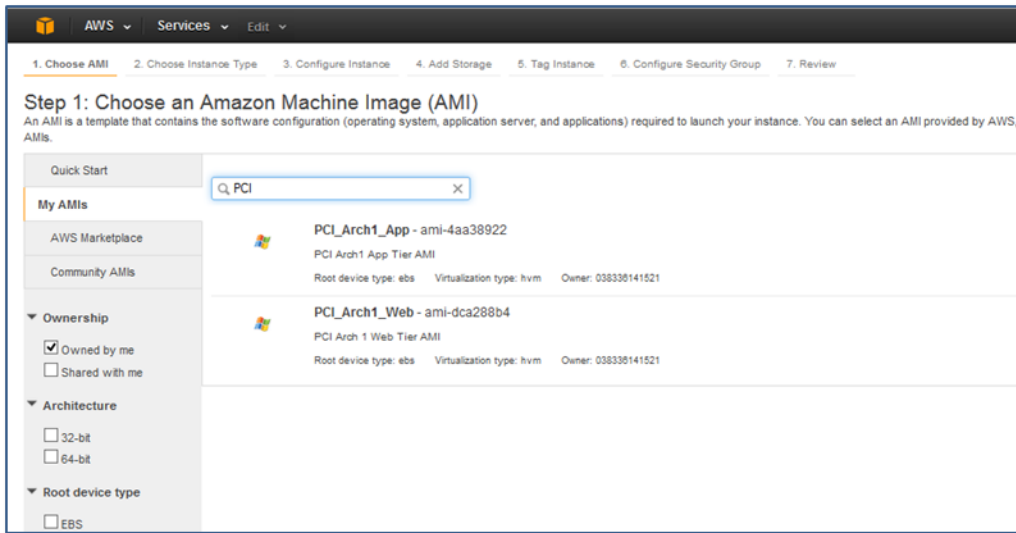 AWS Services Edit
1. Choose AMI 2. Choose Instance Type 3. Configure Instance 4. Add Storage 5. Tag Instance 6. Configure Security Group 7. Review
Step 1: Choose an Amazon Machine Image (AMI)
An AMI is a template that contains the software configuration (operating system, application server, and applications) required to launch your instance. You can select an AMI provided by AWS,
AMIs.
Quick Start
My AMIs
AWS Marketplace
Community AMIs
Ownership
Owned by me
Shared with me
Architecture
32-bit
64-bit
Root device type
EBS
PCI
PCI_Arch1_App - ami-4aa38922
PCI Arch1 App Tier AMI
Root device type: ebs Virtualization type: hvm Owner: 038336141521
PCI_Arch1_Web - ami-dca288b4
PCI Arch 1 Web Tier AMI
Root device type: ebs Virtualization type: hvm Owner: 038336141521